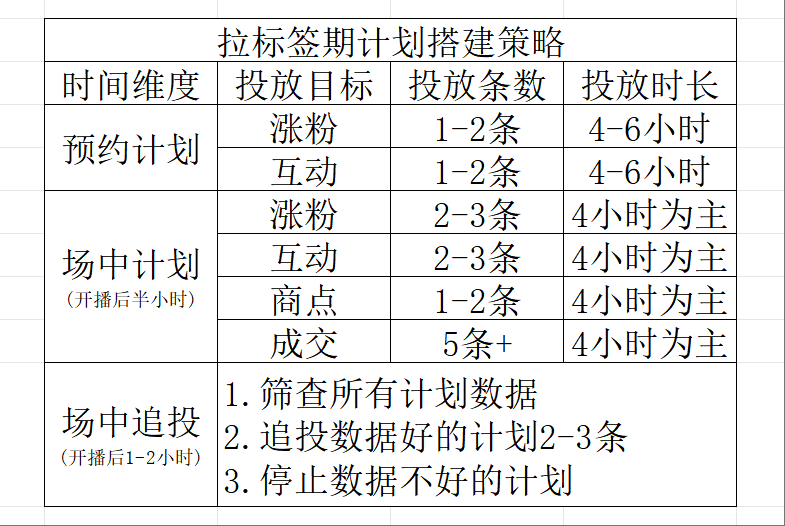 拉标签期计划搭建策略
时间维度 投放目标 投放条数 投放时长
预约计划
涨粉 1-2条 4-6小时
互动 1-2条 4-6小时
场中计划
(开播后半小时)
涨粉 2-3条 4小时为主
互动 2-3条 4小时为主
商点 1-2条 4小时为主
成交 5条+ 4小时为主
场中追投
(开播后1-2小时)
1.筛查所有计划数据
2.追投数据好的计划2-3条
3.停止数据不好的计划